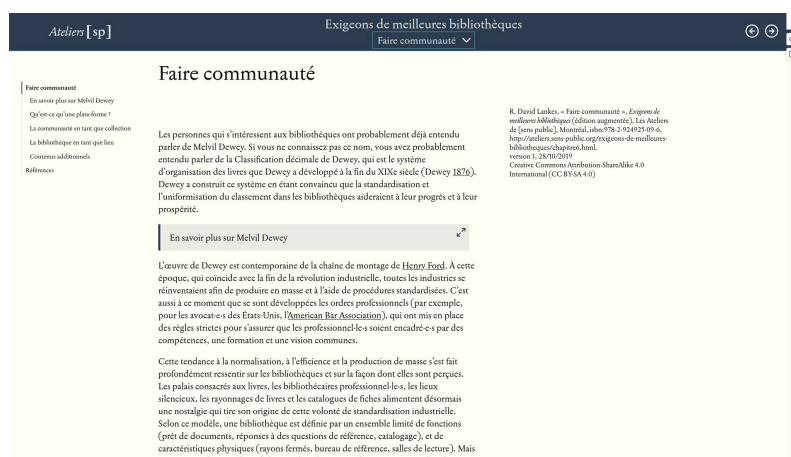 Ateliers [sp]
Exigeons de meilleures bibliothèques
Faire communauté
Faire communauté
En savoir plus sur Melvil Dewey
Qu'est-ce qu'une plate-forme ?
La communauté en tant que collection
La bibliothèque en tant que lieu
Contenus additionnels
Références
Faire communauté
Les personnes qui s'intéressent aux bibliothèques ont probablement déjà entendu
parler de Melvil Dewey. Si vous ne connaissez pas ce nom, vous avez probablement
entendu parler de la Classification décimale de Dewey, qui est le système
d'organisation des livres que Dewey a développé à la fin du XIXe siècle (Dewey 1876).
Dewey a construit ce système en étant convaincu que la standardisation et
l'uniformisation du classement dans les bibliothèques aideraient à leur progrès et à leur
prospérité.
En savoir plus sur Melvil Dewey
L'œuvre de Dewey est contemporaine de la chaîne de montage de Henry Ford. À cette
époque, qui coïncide avec la fin de la révolution industrielle, toutes les industries se
réinventaient afin de produire en masse et à l'aide de procédures standardisées. C'est
aussi à ce moment que se sont développées les ordres professionnels (par exemple,
pour les avocat·e·s des États-Unis, l'American Bar Association), qui ont mis en place
des règles strictes pour s'assurer que les professionnel·le·s soient encadré·e·s par des
compétences, une formation et une vision communes.
Cette tendance à la normalisation, à l'efficience et la production de masse s'est fait
profondément ressentir sur les bibliothèques et sur la façon dont elles sont perçues.
Les palais consacrés aux livres, les bibliothécaires professionnel·le·s, les lieux
silencieux, les rayonnages de livres et les catalogues de fiches alimentent désormais
une nostalgie qui tire son origine de cette volonté de standardisation industrielle.
Selon ce modèle, une bibliothèque est définie par un ensemble limité de fonctions
(prêt de documents, réponses à des questions de référence, catalogage), et de
caractéristiques physiques (rayons fermés, bureau de référence, salles de lecture). Mais
R. David Lankes, « Faire communauté », Exigeons de
meilleures bibliothèques (édition augmentée), Les Ateliers
de [sens public], Montréal, isbn:978-2-924925-09-6,
http://ateliers.sens-public.org/exigeons-de-meilleures-
bibliotheques/chapitre6.html.
version 1, 28/10/2019
Creative Commons Attribution-ShareAlike 4.0
International (CC BY-SA 4.0)